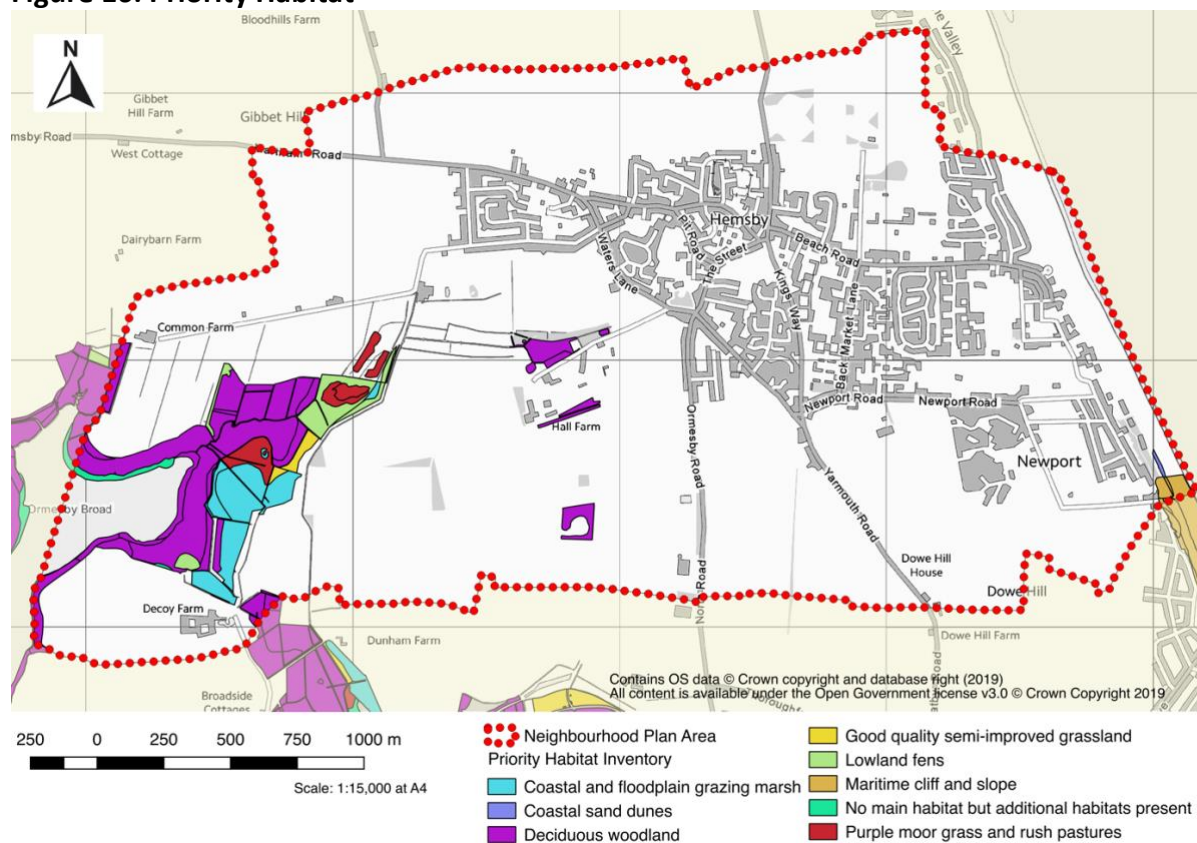 Figure 10: Priority Habitat
Bloodhills Farm
The Valley
N
Gibbet
Hill Farm
Gibbet Hill
msby Road
West Cottage
Road
Dairybarn Farm
Hemsby
Pit Road
The Street
Beach Road
Waters Lane
Kings Way
Back Market Lane
Common Farm
Newport Road
Newport Road
Hall Farm
Ormesby Road
Newport
Yarmouth Road
Ormesby Broad
Dowe Hill
House
Dowe Hill
Decoy Farm
Dunham Farm
Dowe Hill Farm
Broadside
Cottages
Contains OS data © Crown copyright and database right (2019)
All content is available under the Open Government license v3.0 © Crown Copyright 2019
250 0 250 500 750 1000 m
Scale: 1:15,000 at A4
Neighbourhood Plan Area
Priority Habitat Inventory
Coastal and floodplain grazing marsh
Coastal sand dunes
Deciduous woodland
Good quality semi-improved grassland
Lowland fens
Maritime cliff and slope
No main habitat but additional habitats present
Purple moor grass and rush pastures